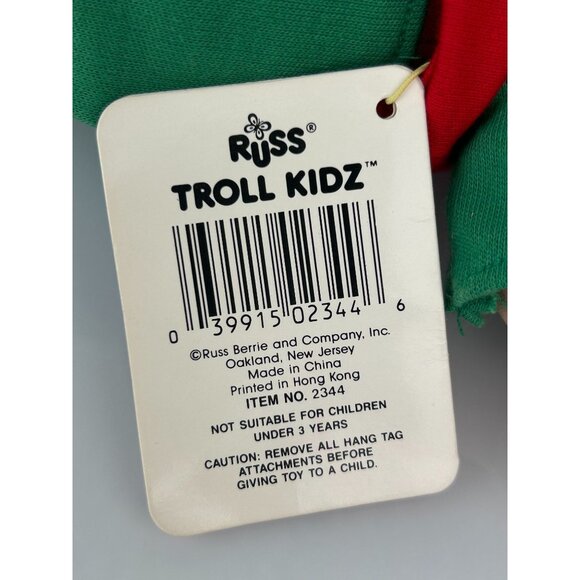 RUSS®
TROLL KIDZ™
0 39915 02344 6
©Russ Berrie and Company, Inc.
Oakland, New Jersey
Made in China
Printed in Hong Kong
ITEM NO. 2344
NOT SUITABLE FOR CHILDREN
UNDER 3 YEARS
CAUTION: REMOVE ALL HANG TAG
ATTACHMENTS BEFORE
GIVING TOY TO A CHILD.